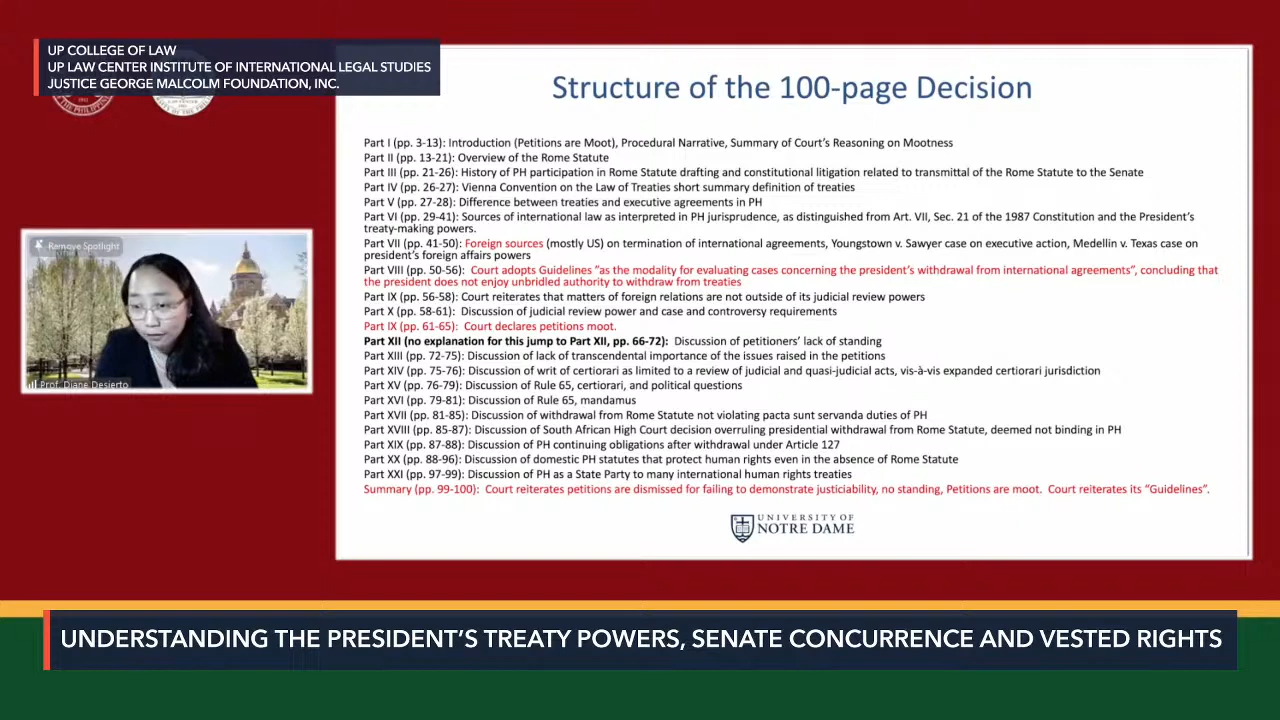 UP COLLEGE OF LAW
UP LAW CENTER INSTITUTE OF INTERNATIONAL LEGAL STUDIES
JUSTICE GEORGE MALCOLM FOUNDATION, INC.
Structure of the 100-page Decision
Part I (pp. 3-13): Introduction (Petitions are Moot), Procedural Narrative, Summary of Court's Reasoning on Mootness
Part II (pp. 13-21): Overview of the Rome Statute
Part III (pp. 21-26): History of PH participation in Rome Statute drafting and constitutional litigation related to transmittal of the Rome Statute to the Senate
Part IV (pp. 26-27): Vienna Convention on the Law of Treaties short summary definition of treaties
Part V (pp. 27-28): Difference between treaties and executive agreements in PH
Part VI (pp. 29-41): Sources of international law as interpreted in PH jurisprudence, as distinguished from Art. VII, Sec. 21 of the 1987 Constitution and the President's
treaty-making powers.
Part VII (pp. 41-50): Foreign sources (mostly US) on termination of international agreements, Youngstown v. Sawyer case on executive action, Medellin v. Texas case on
president's foreign affairs powers
Part VIII (pp. 50-56): Court adopts Guidelines "as the modality for evaluating cases concerning the president's withdrawal from international agreements", concluding that
the president does not enjoy unbridled authority to withdraw from treaties
Part IX (pp. 56-58): Court reiterates that matters of foreign relations are not outside of its judicial review powers
Part X (pp. 58-61): Discussion of judicial review power and case and controversy requirements
Part IX (pp. 61-65): Court declares petitions moot.
Part XII (no explanation for this jump to Part XII, pp. 66-72): Discussion of petitioners' lack of standing
Part XIII (pp. 72-75): Discussion of lack of transcendental importance of the issues raised in the petitions
Part XIV (pp. 75-76): Discussion of writ of certiorari as limited to a review of judicial and quasi-judicial acts, vis-à-vis expanded certiorari jurisdiction
Part XV (pp. 76-79): Discussion of Rule 65, certiorari, and political questions
Part XVI (pp. 79-81): Discussion of Rule 65, mandamus
Part XVII (pp. 81-85): Discussion of withdrawal from Rome Statute not violating pacta sunt servanda duties of PH
Part XVIII (pp. 85-87): Discussion of South African High Court decision overruling presidential withdrawal from Rome Statute, deemed not binding in PH
Part XIX (pp. 87-88): Discussion of PH continuing obligations after withdrawal under Article 127
Part XX (pp. 88-96): Discussion of domestic PH statutes that protect human rights even in the absence of Rome Statute
Part XXI (pp. 97-99): Discussion of PH as a State Party to many international human rights treaties
Summary (pp. 99-100): Court reiterates petitions are dismissed for failing to demonstrate justiciability, no standing, Petitions are moot. Court reiterates its "Guidelines".
UNIVERSITY OF
NOTRE DAME
Remove Spotlight
Prof. Diane Desierto
UNDERSTANDING THE PRESIDENT'S TREATY POWERS, SENATE CONCURRENCE AND VESTED RIGHTS